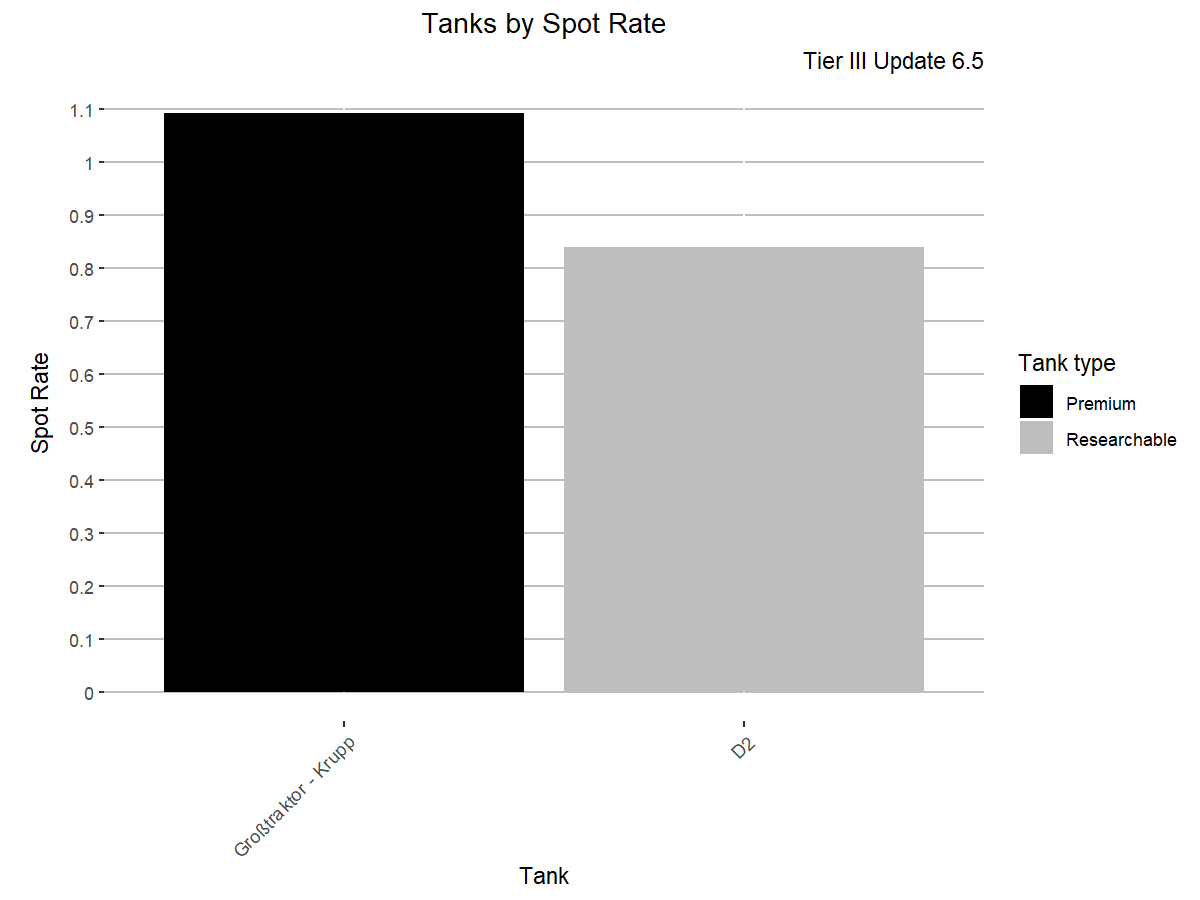 Tanks by Spot Rate
Tier III Update 6.5
1.1
1
0.9
0.8
0.7
0.6
0.5
0.4
0.3
0.2
0.1
0
Spot Rate
Großtraktor - Krupp
D2
Tank
Tank type
Premium
Researchable